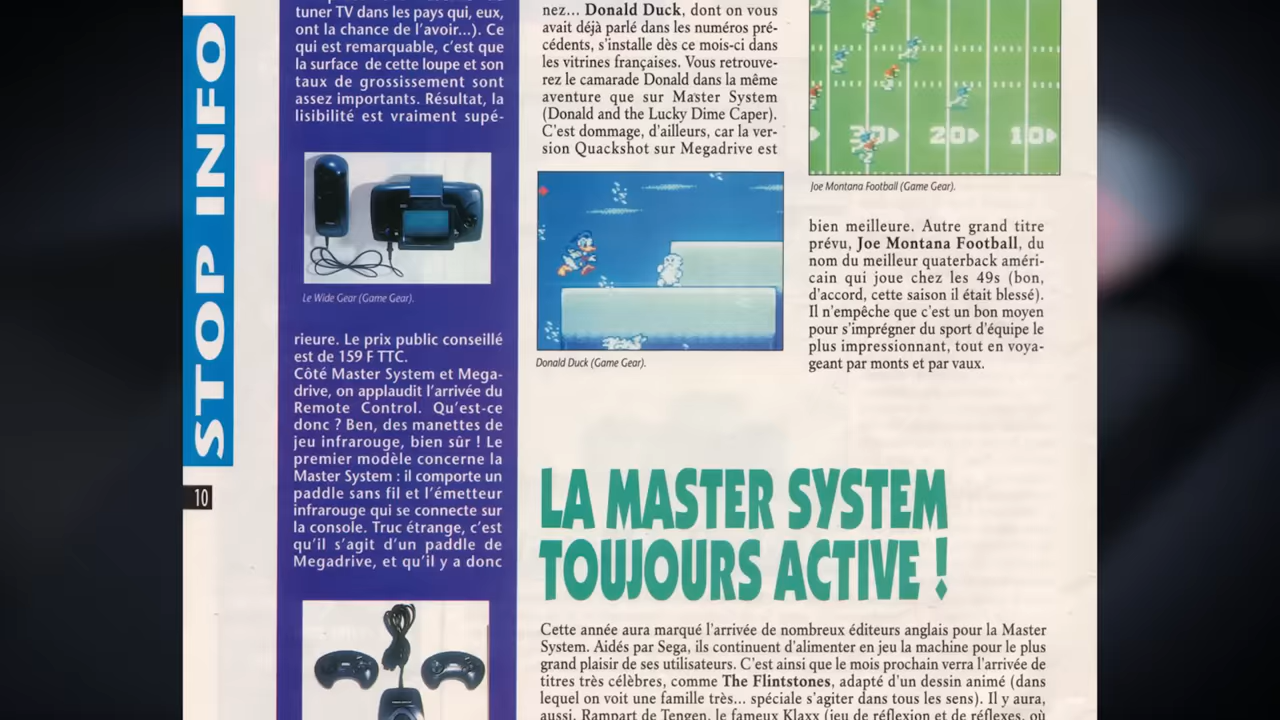 STOP INFO
10
tuner TV dans les pays qui, eux,
ont la chance de l'avoir...). Ce
qui est remarquable, c'est que
la surface de cette loupe et son
taux de grossissement sont
assez importants. Résultat, la
lisibilité est vraiment supé-
Le Wide Gear (Game Gear).
rieure. Le prix public conseillé
est de 159 F TTC.
Côté Master System et Mega-
drive, on applaudit l'arrivée du
Remote Control. Qu'est-ce
donc ? Ben, des manettes de
jeu infrarouge, bien sûr ! Le
premier modèle concerne la
Master System : il comporte un
paddle sans fil et l'émetteur
infrarouge qui se connecte sur
la console. Truc étrange, c'est
qu'il s'agit d'un paddle de
Megadrive, et qu'il y a donc
nez... Donald Duck, dont on vous
avait déjà parlé dans les numéros pré-
cédents, s'installe dès ce mois-ci dans
les vitrines françaises. Vous retrouve-
rez le camarade Donald dans la même
aventure que sur Master System
(Donald and the Lucky Dime Caper).
C'est dommage, d'ailleurs, car la ver-
sion Quackshot sur Megadrive est
Donald Duck (Game Gear).
30
20
10
Joe Montana Football (Game Gear).
bien meilleure. Autre grand titre
prévu, Joe Montana Football, du
nom du meilleur quaterback améri-
cain qui joue chez les 49s (bon,
d'accord, cette saison il était blessé).
Il n'empêche que c'est un bon moyen
pour s'imprégner du sport d'équipe le
plus impressionnant, tout en voya-
geant par monts et par vaux.
LA MASTER SYSTEM
TOUJOURS ACTIVE !
Cette année aura marqué l'arrivée de nombreux éditeurs anglais pour la Master
System. Aidés par Sega, ils continuent d'alimenter en jeu la machine pour le plus
grand plaisir de ses utilisateurs. C'est ainsi que le mois prochain verra l'arrivée de
titres très célèbres, comme The Flintstones, adapté d'un dessin animé (dans
lequel on voit une famille très... spéciale s'agiter dans tous les sens). Il y aura,
aussi, Rampart de Tengen, le fameux Klaxx (jeu de réflexion et de réflexes, où